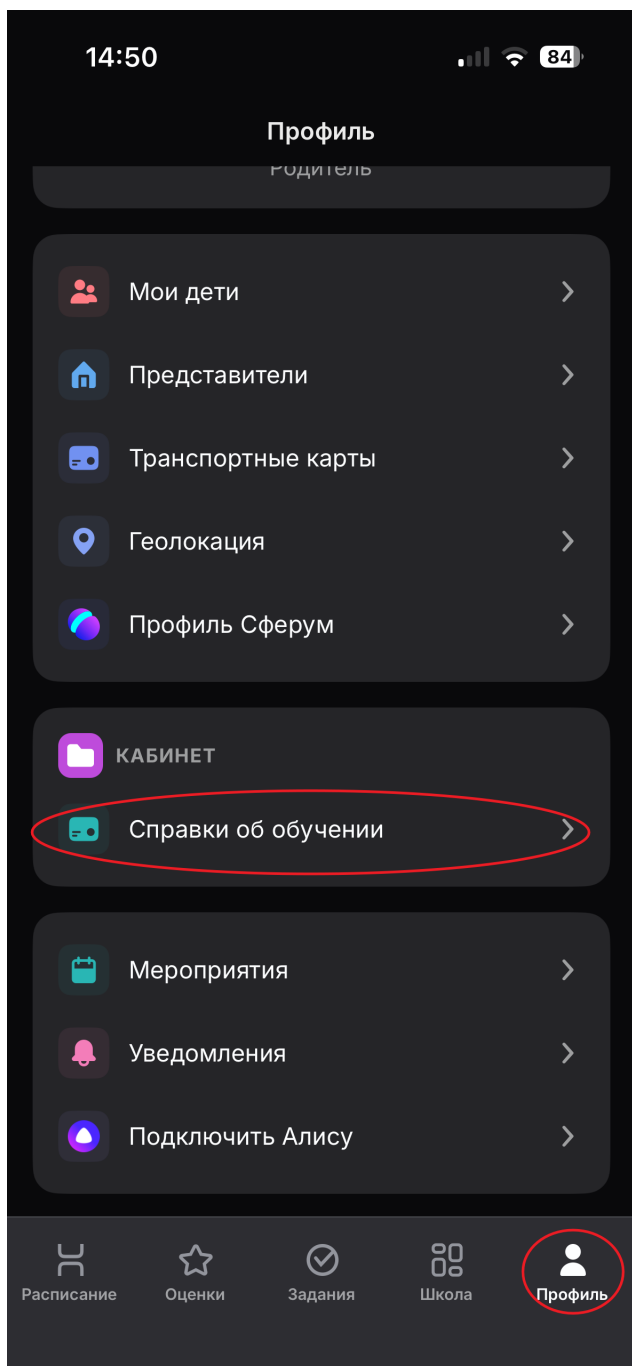 14:50
84
Профиль
Родитель
Мои дети
Представители
Транспортные карты
Геолокация
Профиль Сферум
КАБИНЕТ
Справки об обучении
Мероприятия
Уведомления
Подключить Алису
Расписание
Оценки
Задания
Школа
Профиль